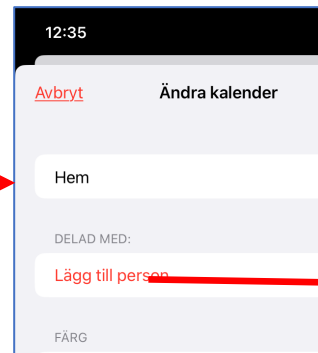 12:35
Avbryt Ändra kalender
Hem
DELAD MED:
Lägg till person
FÄRG